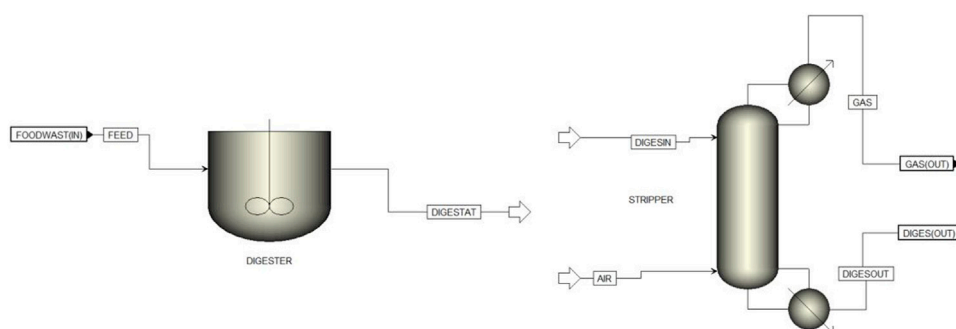 FOODWAST(IN)
FEED
DIGESTER
DIGESTAT
DIGESIN
STRIPPER
AIR
GAS
GAS(OUT)
DIGES(OUT)
DIGESOUT